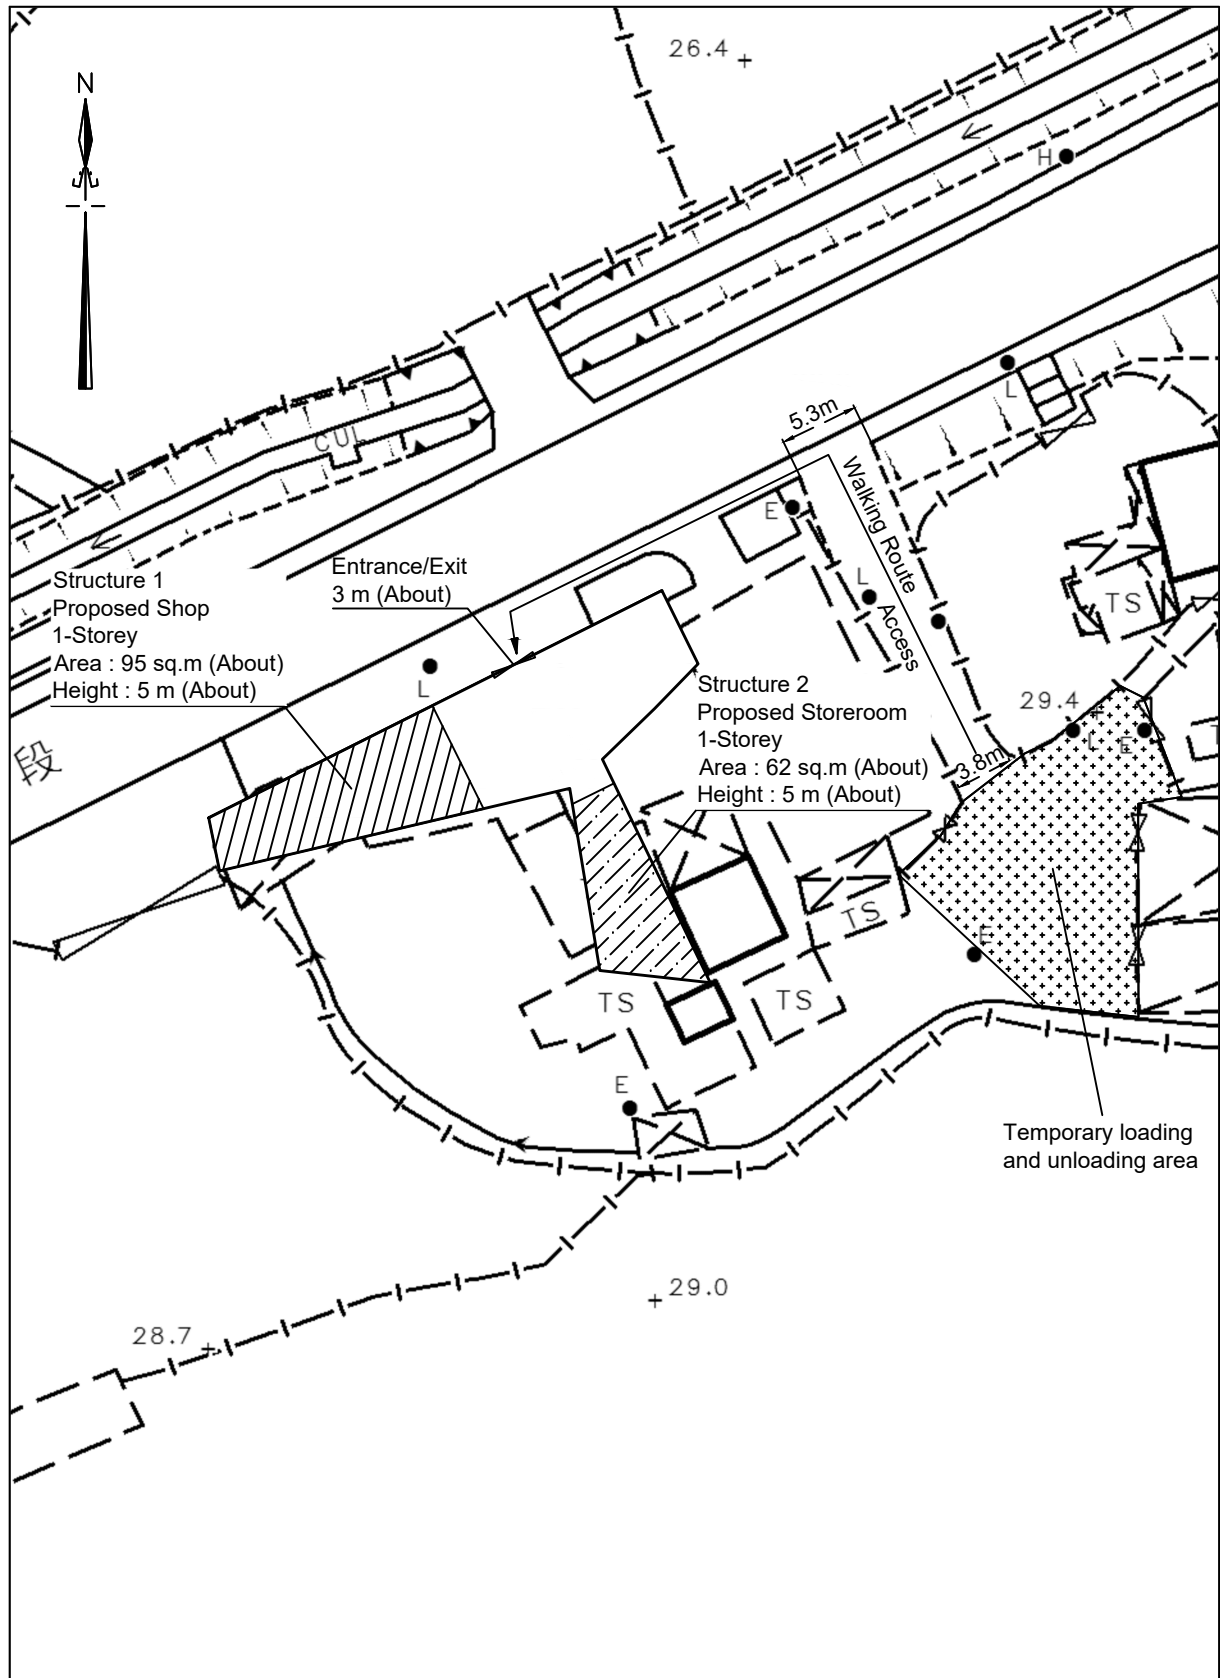 26.4
N
H
L
5.3m
CUL
Walking Route
E
Entrance/Exit
3 m (About)
Structure 1
Proposed Shop
1-Storey
Area : 95 sq.m (About)
Height : 5 m (About)
L
Access
TS
L
Structure 2
Proposed Storeroom
1-Storey
Area : 62 sq.m (About)
Height : 5 m (About)
29.4
L
E
T
段
3.8m
TS
E
TS
TS
E
Temporary loading
and unloading area
29.0
28.7